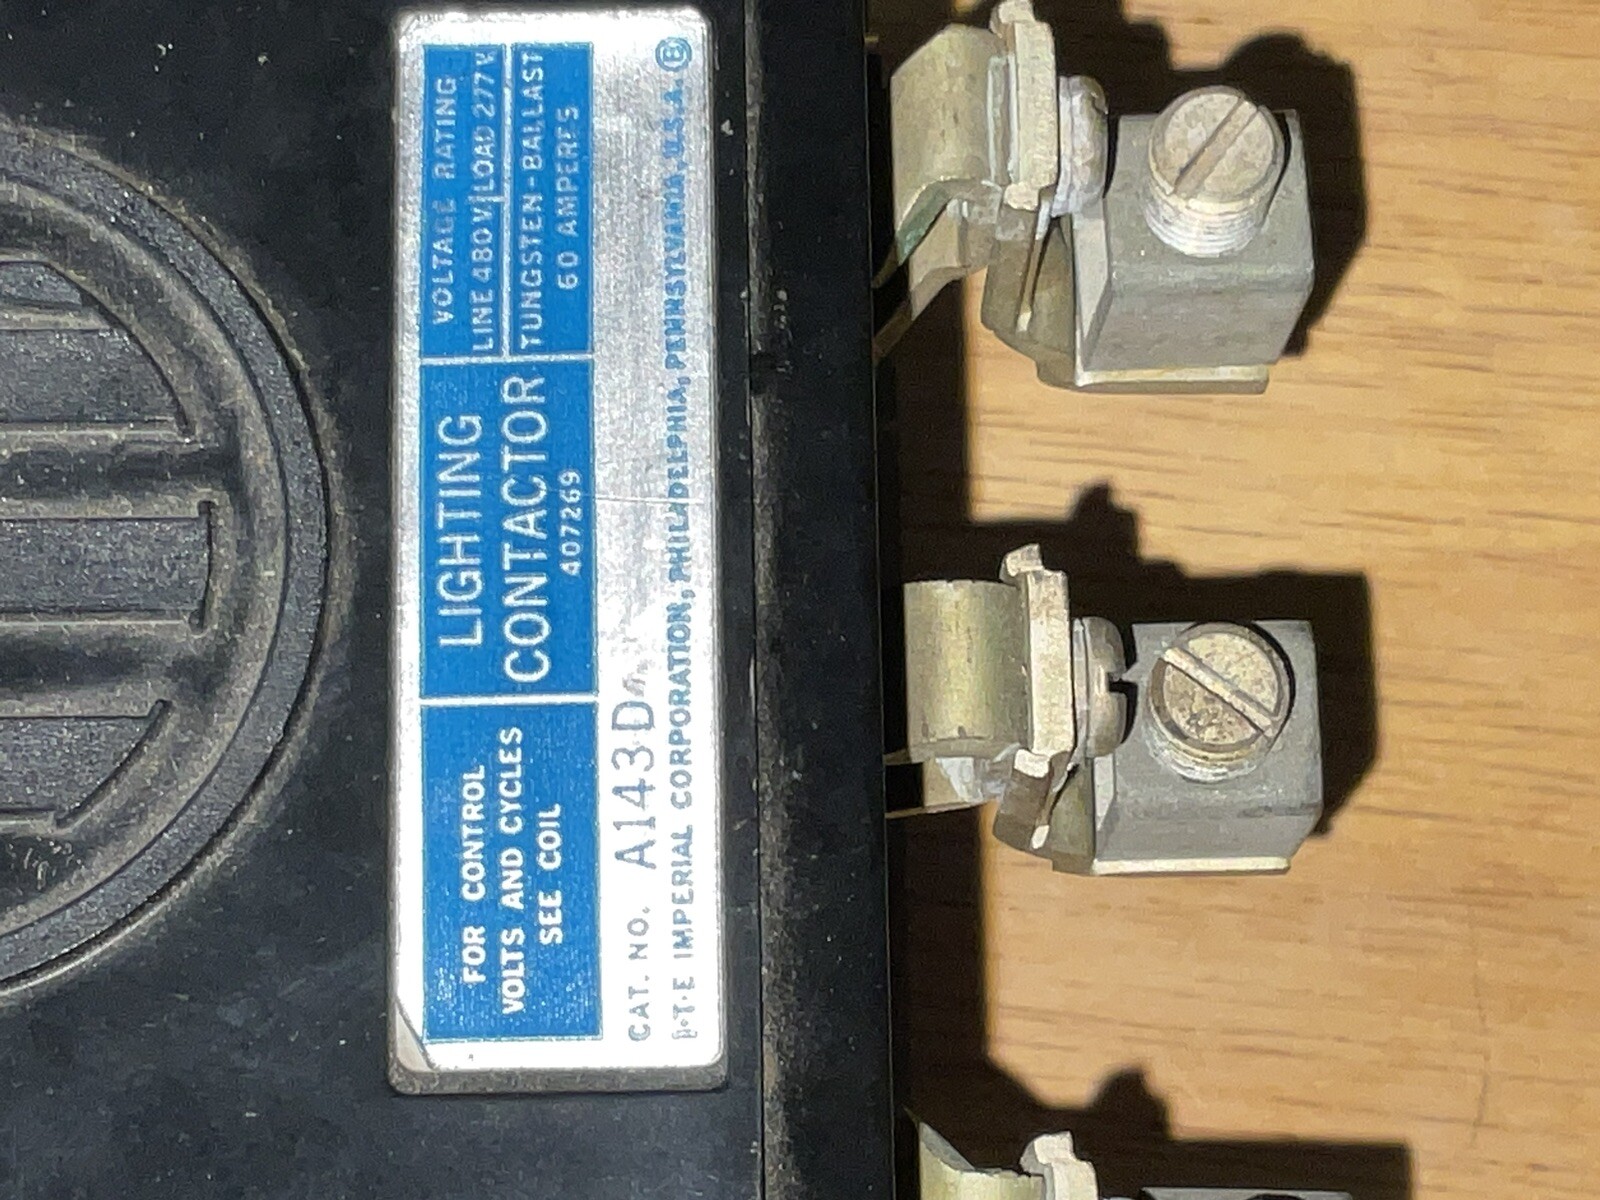 FOR CONTROL
VOLTS AND CYCLES
SEE COIL
LIGHTING
CONTACTOR
407269
VOLTAGE RATING
LINE 480V LOAD 277V
TUNGSTEN-BALLAST
60 AMPERES
CAT. NO. A143D
I-T-E IMPERIAL CORPORATION, PHILADELPHIA, PENNSYLVANIA, U.S.A. B